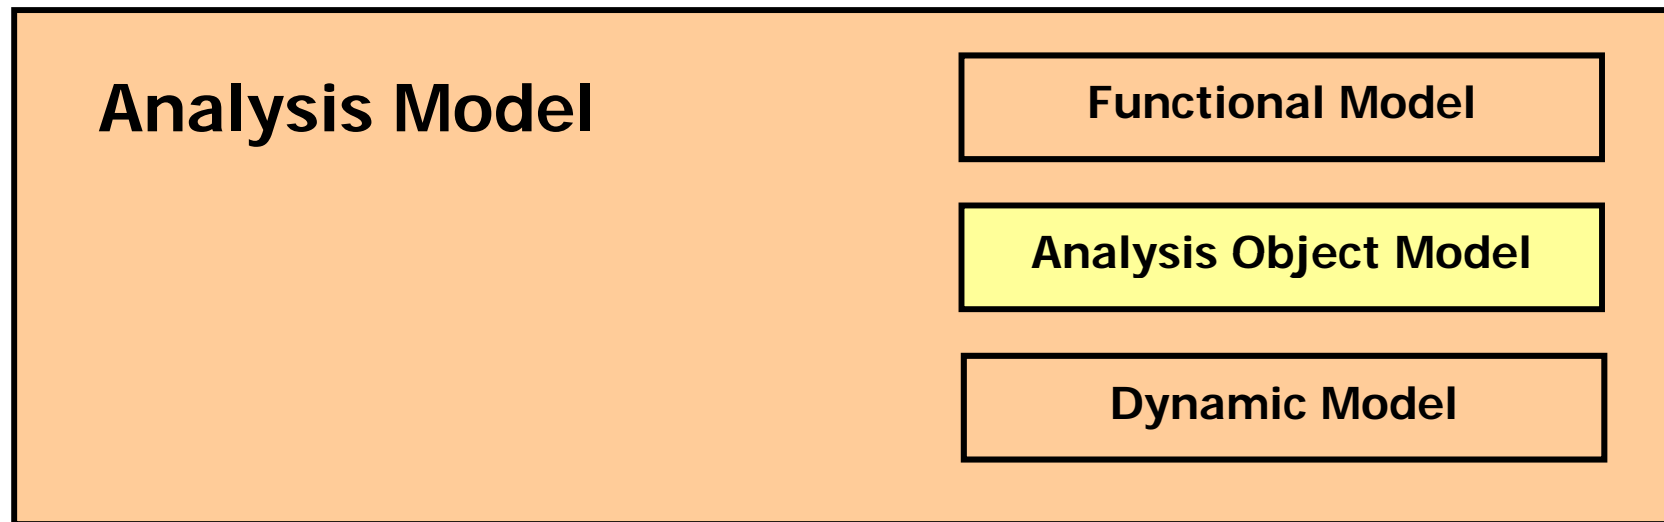 Analysis Model
Functional Model
Analysis Object Model
Dynamic Model